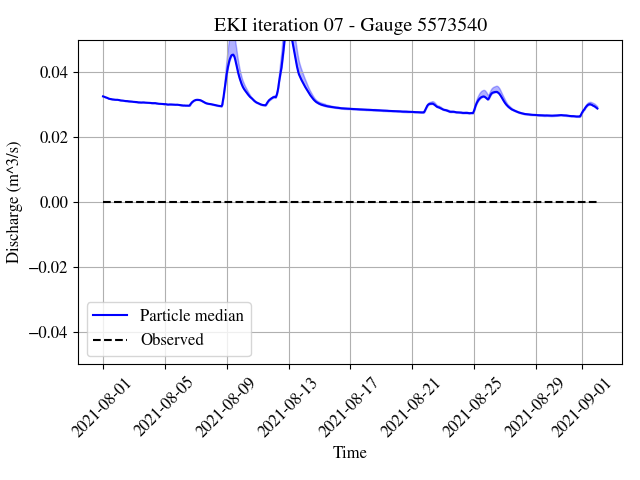 EKI iteration 07 - Gauge 5573540
Discharge (m^3/s)
0.04
0.02
0.00
−0.02
−0.04
Particle median
Observed
2021-08-01
2021-08-05
2021-08-09
2021-08-13
2021-08-17
2021-08-21
2021-08-25
2021-08-29
2021-09-01
Time